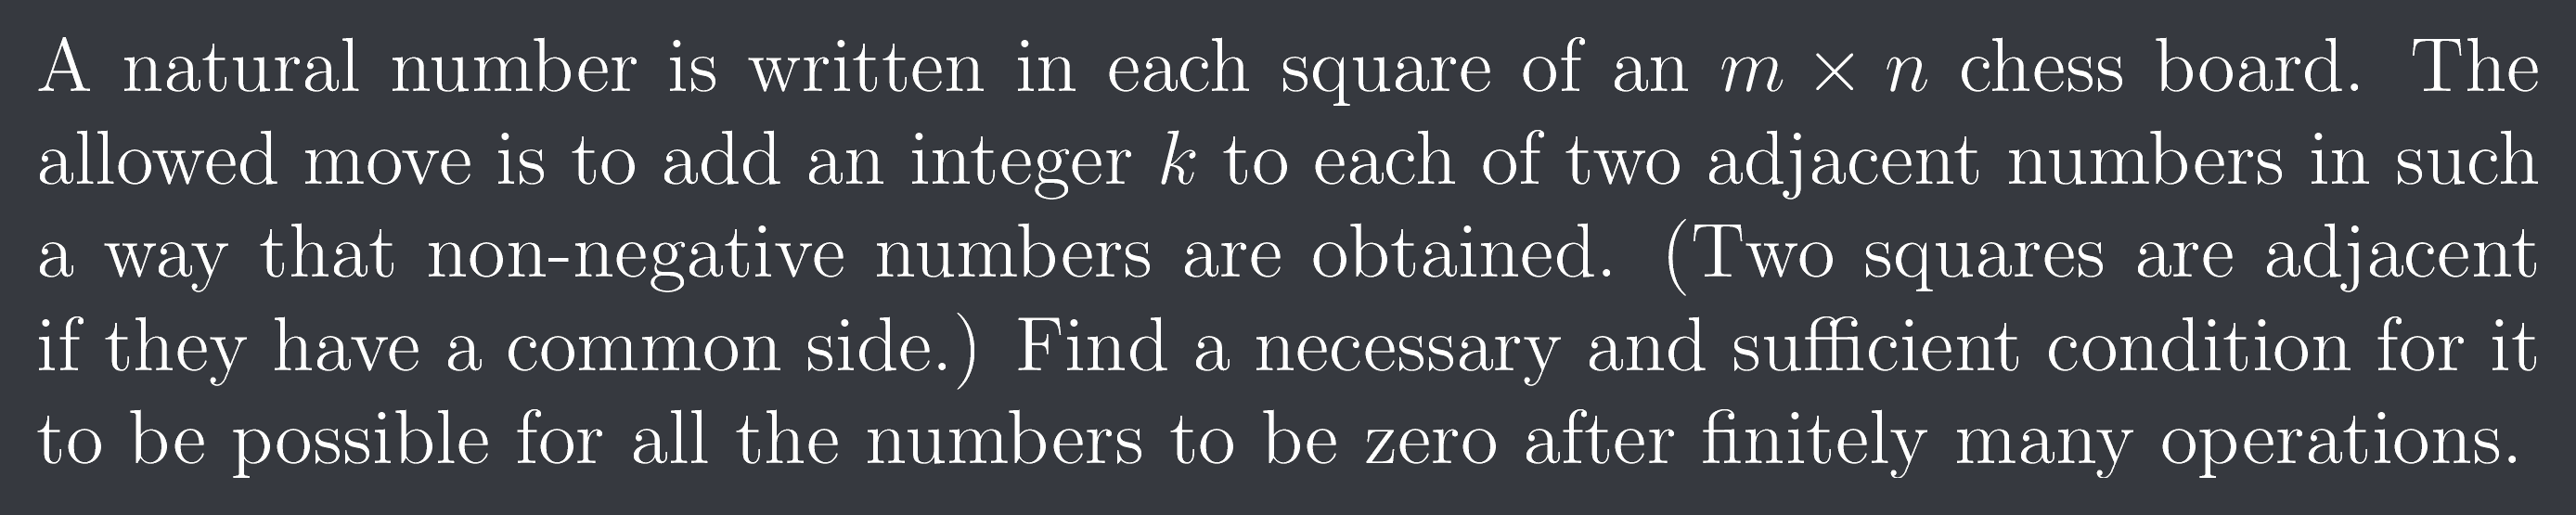 A natural number is written in each square of an m × n chess board. The
allowed move is to add an integer k to each of two adjacent numbers in such
a way that non-negative numbers are obtained. (Two squares are adjacent
if they have a common side.) Find a necessary and sufficient condition for it
to be possible for all the numbers to be zero after finitely many operations.